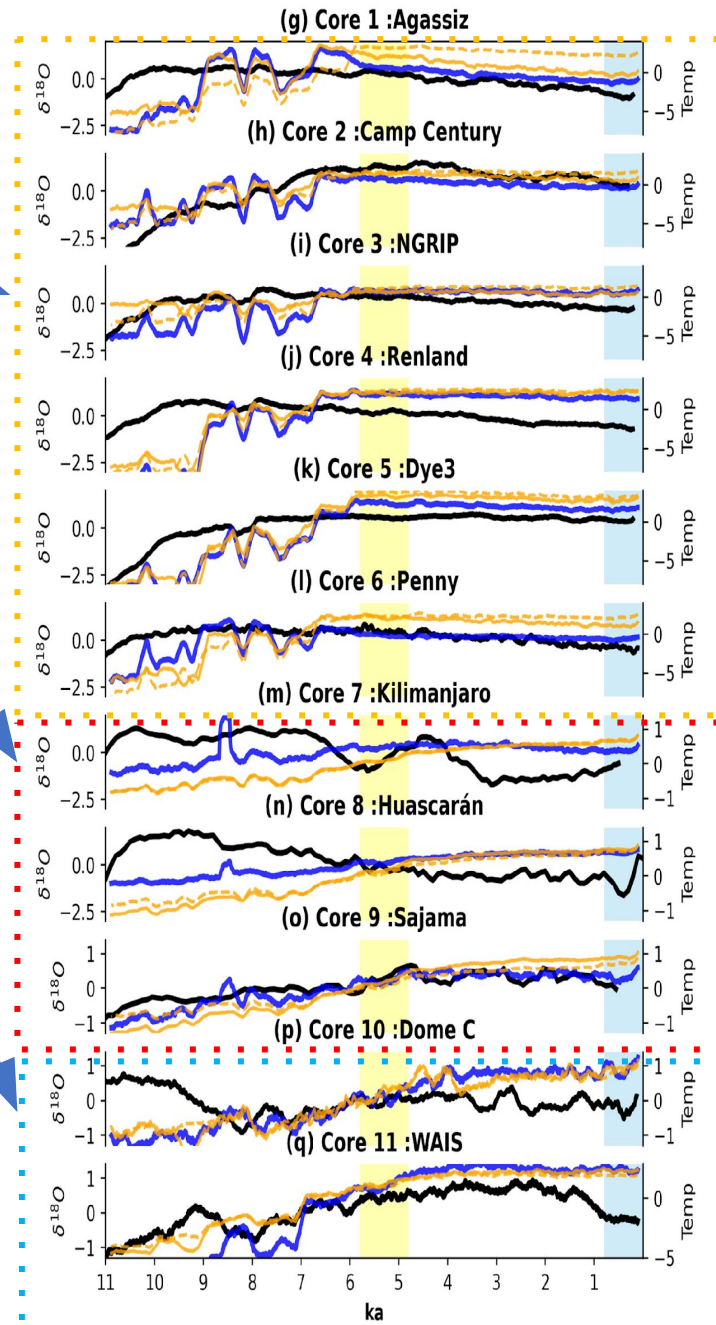 (g) Core 1 :Agassiz
δ¹⁸O 0.0 −2.5 0 −5 Temp
(h) Core 2 :Camp Century
δ¹⁸O 0.0 −2.5 0 −5 Temp
(i) Core 3 :NGRIP
δ¹⁸O 0.0 −2.5 0 −5 Temp
(j) Core 4 :Renland
δ¹⁸O 0.0 −2.5 0 −5 Temp
(k) Core 5 :Dye3
δ¹⁸O 0.0 −2.5 0 −5 Temp
(l) Core 6 :Penny
δ¹⁸O 0.0 −2.5 0 −5 Temp
(m) Core 7 :Kilimanjaro
δ¹⁸O 0.0 −2.5 1 0 −1 Temp
(n) Core 8 :Huascarán
δ¹⁸O 0.0 −2.5 1 0 −1 Temp
(o) Core 9 :Sajama
δ¹⁸O 1 0 −1 1 0 −1 Temp
(p) Core 10 :Dome C
δ¹⁸O 1 0 −1 1 0 −1 Temp
(q) Core 11 :WAIS
δ¹⁸O 1 0 −1 0 −5 Temp
11 10 9 8 7 6 5 4 3 2 1
ka